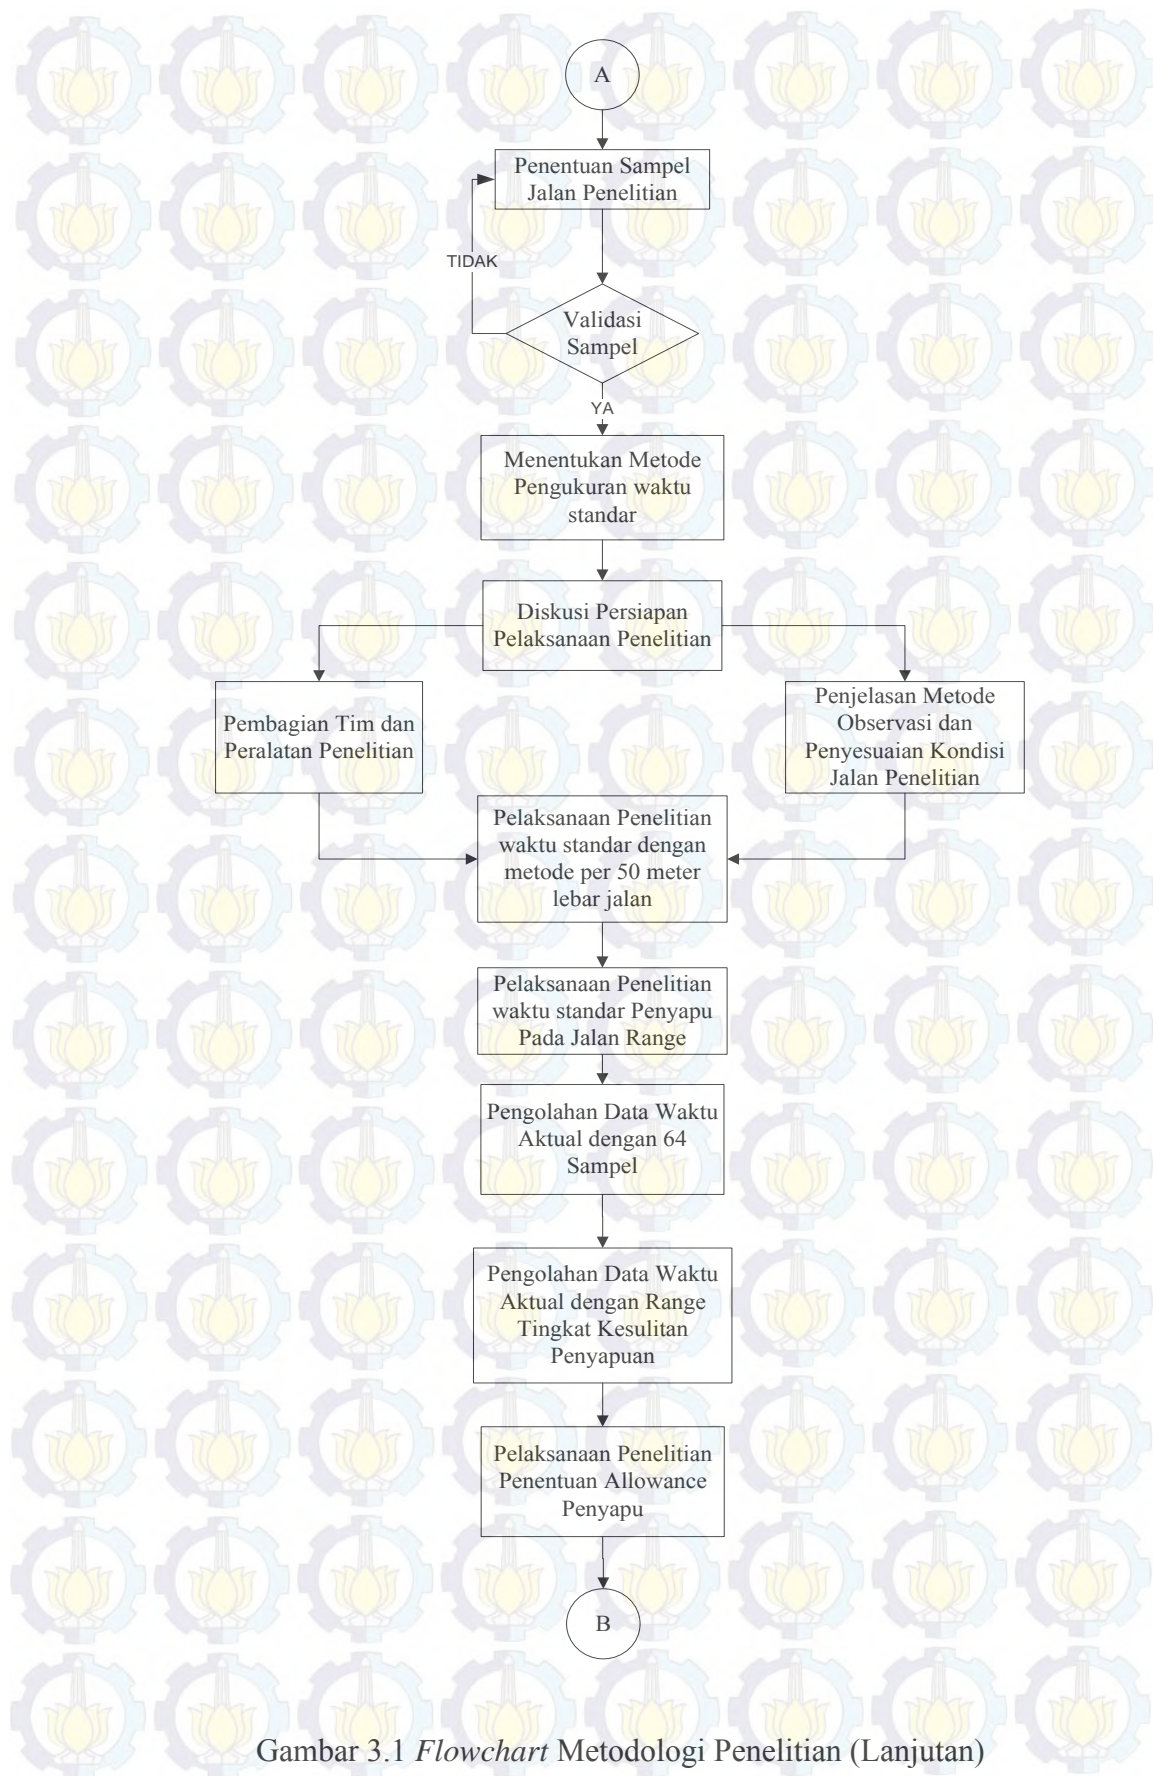 A
Penentuan Sampel
Jalan Penelitian
TIDAK
Validasi
Sampel
YA
Menentukan Metode
Pengukuran waktu
standar
Diskusi Persiapan
Pelaksanaan Penelitian
Pembagian Tim dan
Peralatan Penelitian
Penjelasan Metode
Observasi dan
Penyesuaian Kondisi
Jalan Penelitian
Pelaksanaan Penelitian
waktu standar dengan
metode per 50 meter
lebar jalan
Pelaksanaan Penelitian
waktu standar Penyapu
Pada Jalan Range
Pengolahan Data Waktu
Aktual dengan 64
Sampel
Pengolahan Data Waktu
Aktual dengan Range
Tingkat Kesulitan
Penyapuan
Pelaksanaan Penelitian
Penentuan Allowance
Penyapu
B
Gambar 3.1 Flowchart Metodologi Penelitian (Lanjutan)